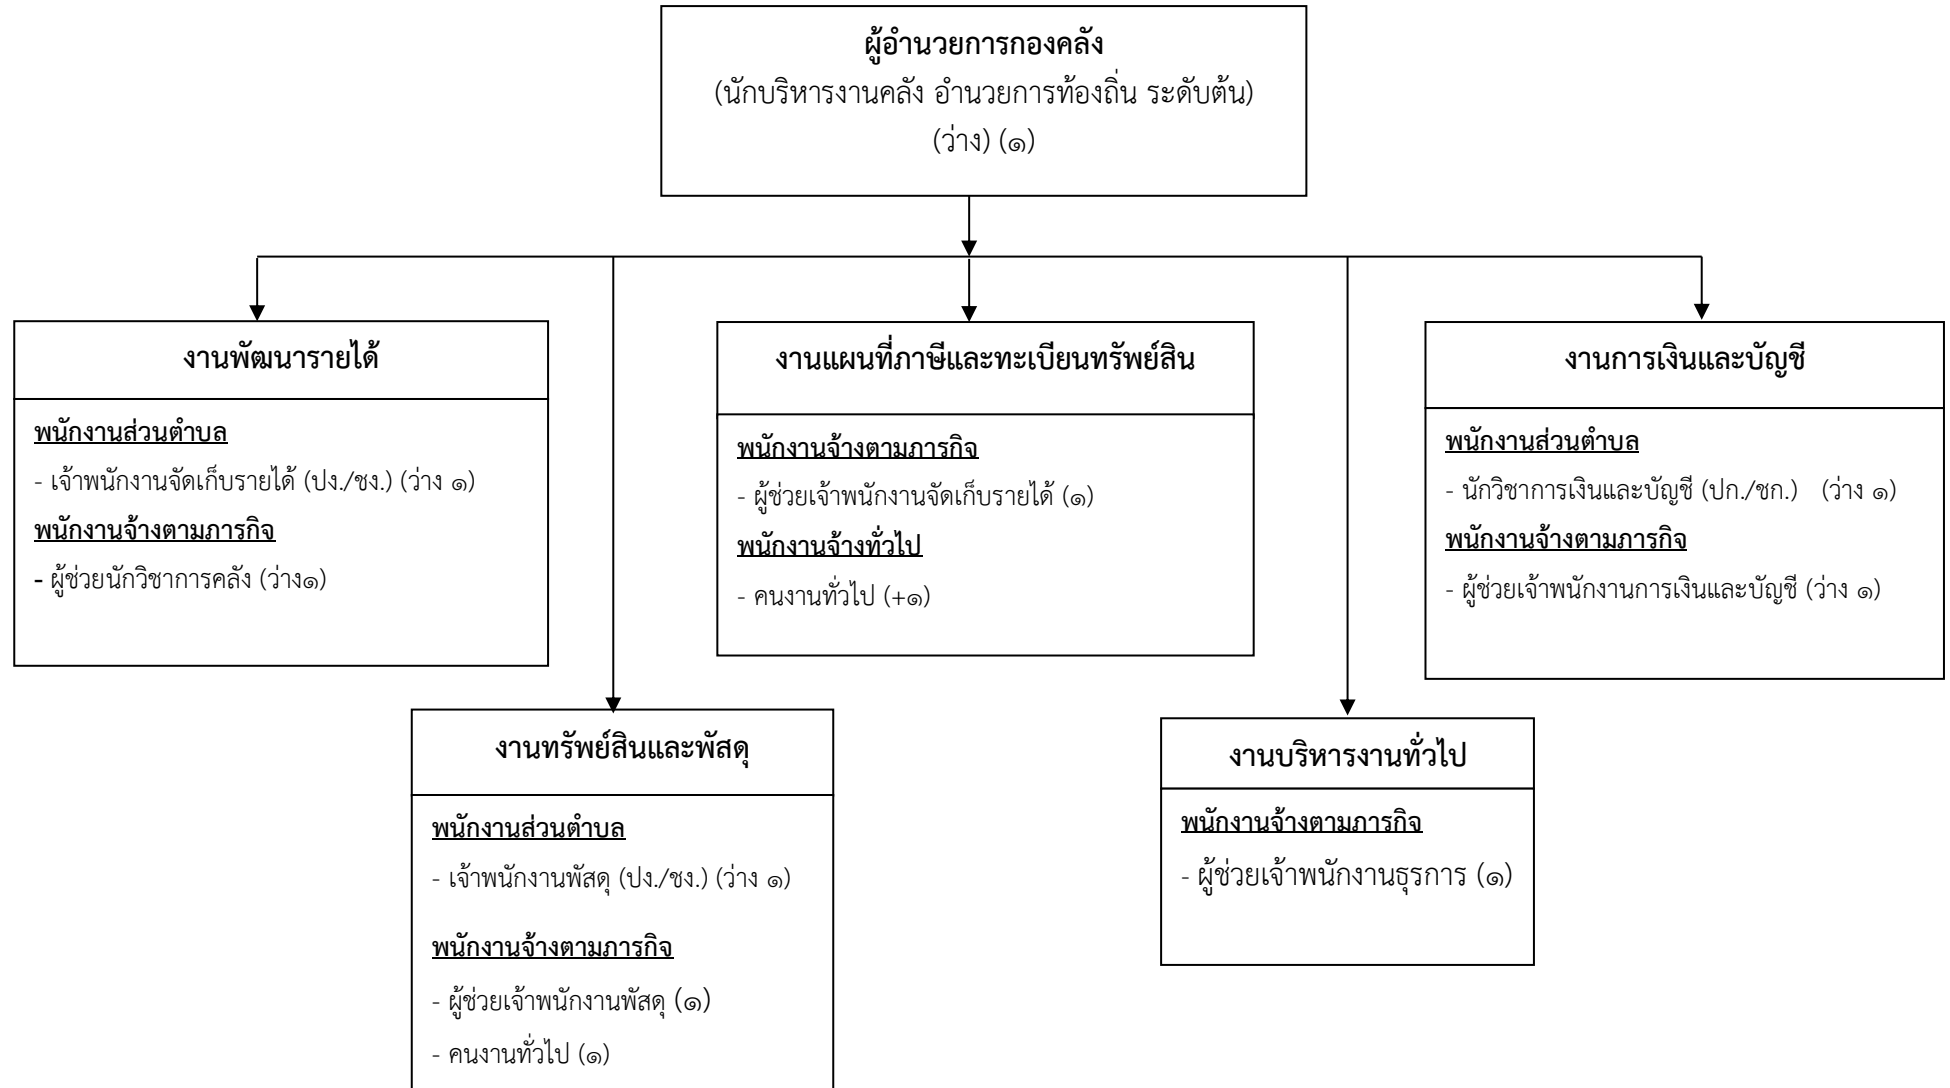 ผู้อำนวยการกองคลัง
(นักบริหารงานคลัง อำนวยการท้องถิ่น ระดับต้น)
(ว่าง) (๑)
งานพัฒนารายได้
พนักงานส่วนตำบล
- เจ้าพนักงานจัดเก็บรายได้ (ปง./ชง.) (ว่าง ๑)
พนักงานจ้างตามภารกิจ
- ผู้ช่วยนักวิชาการคลัง (ว่าง๑)
งานแผนที่ภาษีและทะเบียนทรัพย์สิน
พนักงานจ้างตามภารกิจ
- ผู้ช่วยเจ้าพนักงานจัดเก็บรายได้ (๑)
พนักงานจ้างทั่วไป
- คนงานทั่วไป (+๑)
งานการเงินและบัญชี
พนักงานส่วนตำบล
- นักวิชาการเงินและบัญชี (ปก./ชก.) (ว่าง ๑)
พนักงานจ้างตามภารกิจ
- ผู้ช่วยเจ้าพนักงานการเงินและบัญชี (ว่าง ๑)
งานทรัพย์สินและพัสดุ
พนักงานส่วนตำบล
- เจ้าพนักงานพัสดุ (ปง./ชง.) (ว่าง ๑)
พนักงานจ้างตามภารกิจ
- ผู้ช่วยเจ้าพนักงานพัสดุ (๑)
- คนงานทั่วไป (๑)
งานบริหารงานทั่วไป
พนักงานจ้างตามภารกิจ
- ผู้ช่วยเจ้าพนักงานธุรการ (๑)